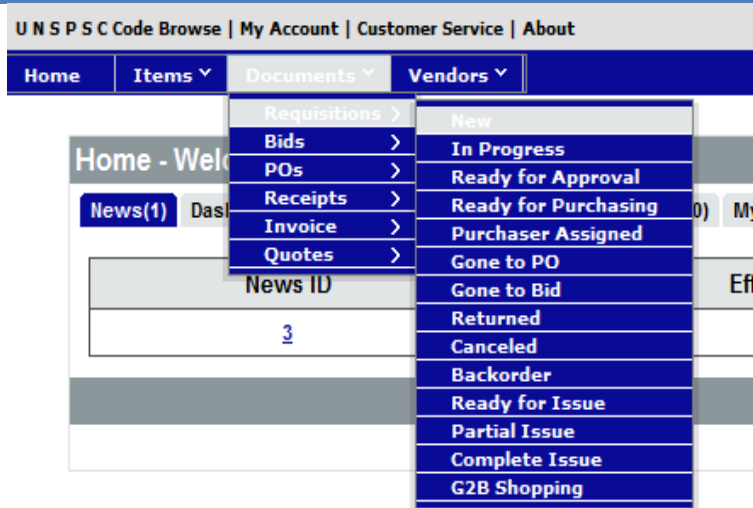 U N S P S C Code Browse | My Account | Customer Service | About
Home Items Documents Vendors
Requisitions
Bids
POs
Receipts
Invoice
Quotes
New
In Progress
Ready for Approval
Ready for Purchasing
Purchaser Assigned
Gone to PO
Gone to Bid
Returned
Canceled
Backorder
Ready for Issue
Partial Issue
Complete Issue
G2B Shopping
Home - Welc
News(1) Dash 0) My
News ID Eff
3